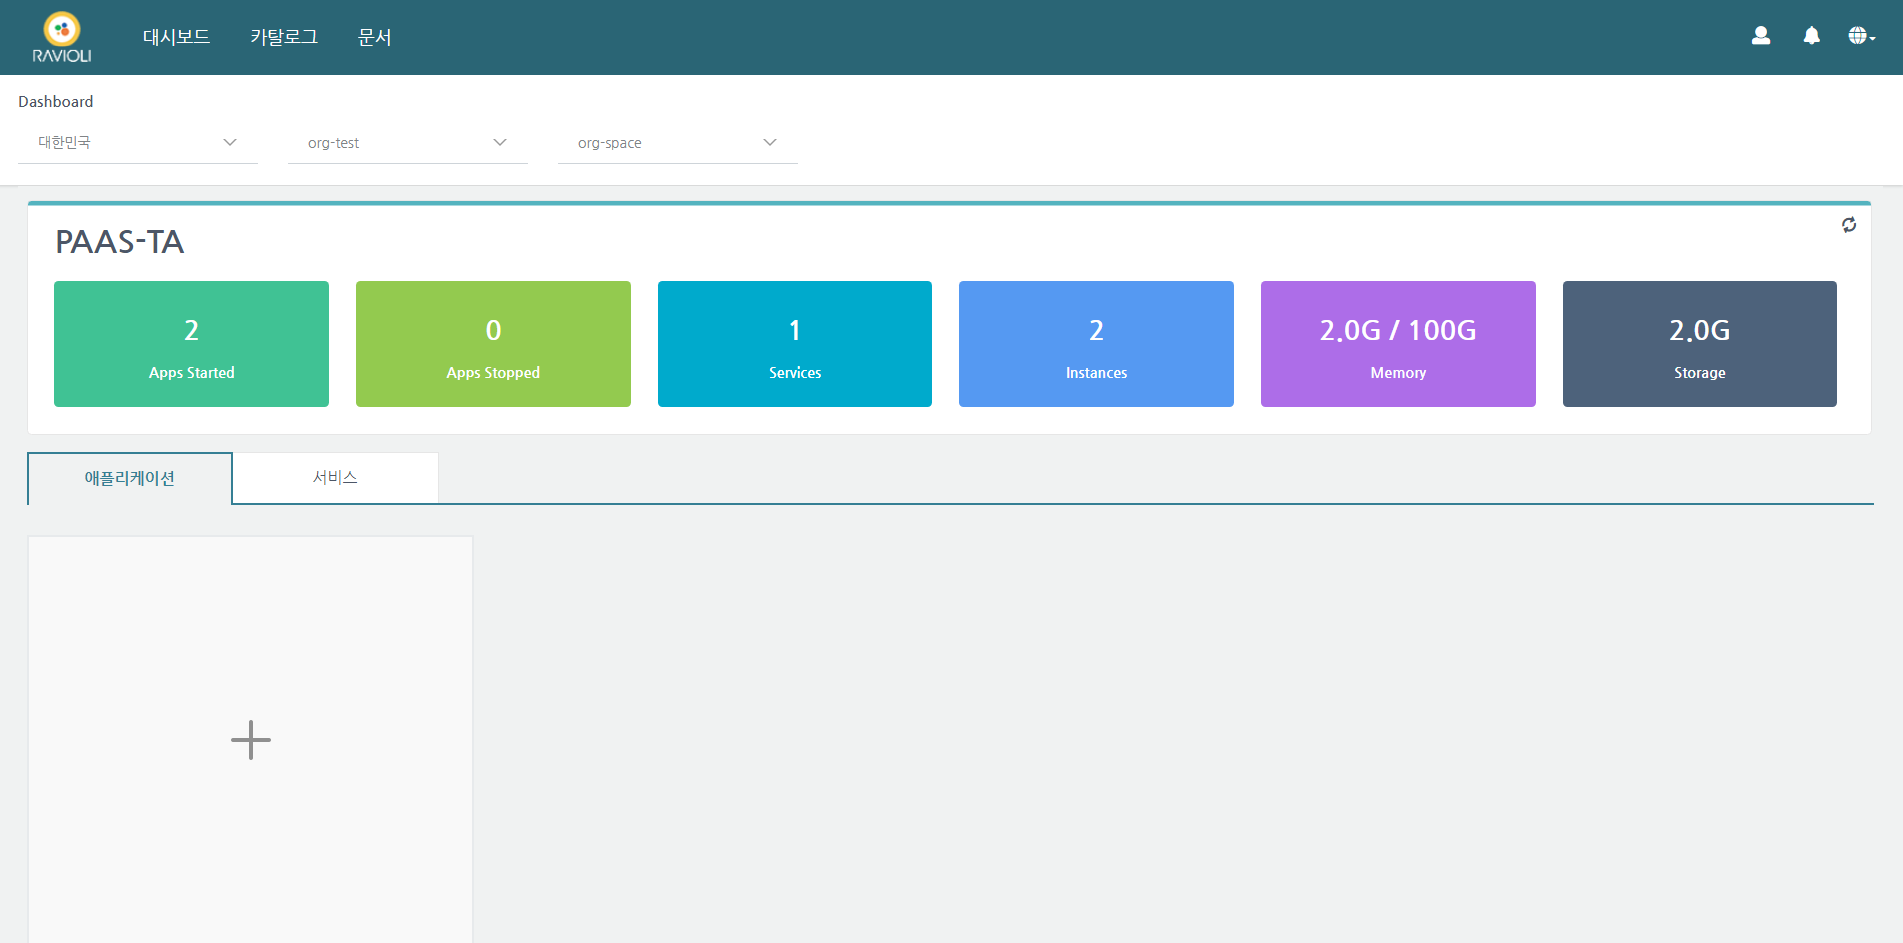 RAVIOLI
대시보드 카탈로그 문서
Dashboard
대한민국 org-test org-space
PAAS-TA
2 0 1 2 2.0G / 100G 2.0G
Apps Started Apps Stopped Services Instances Memory Storage
애플리케이션 서비스